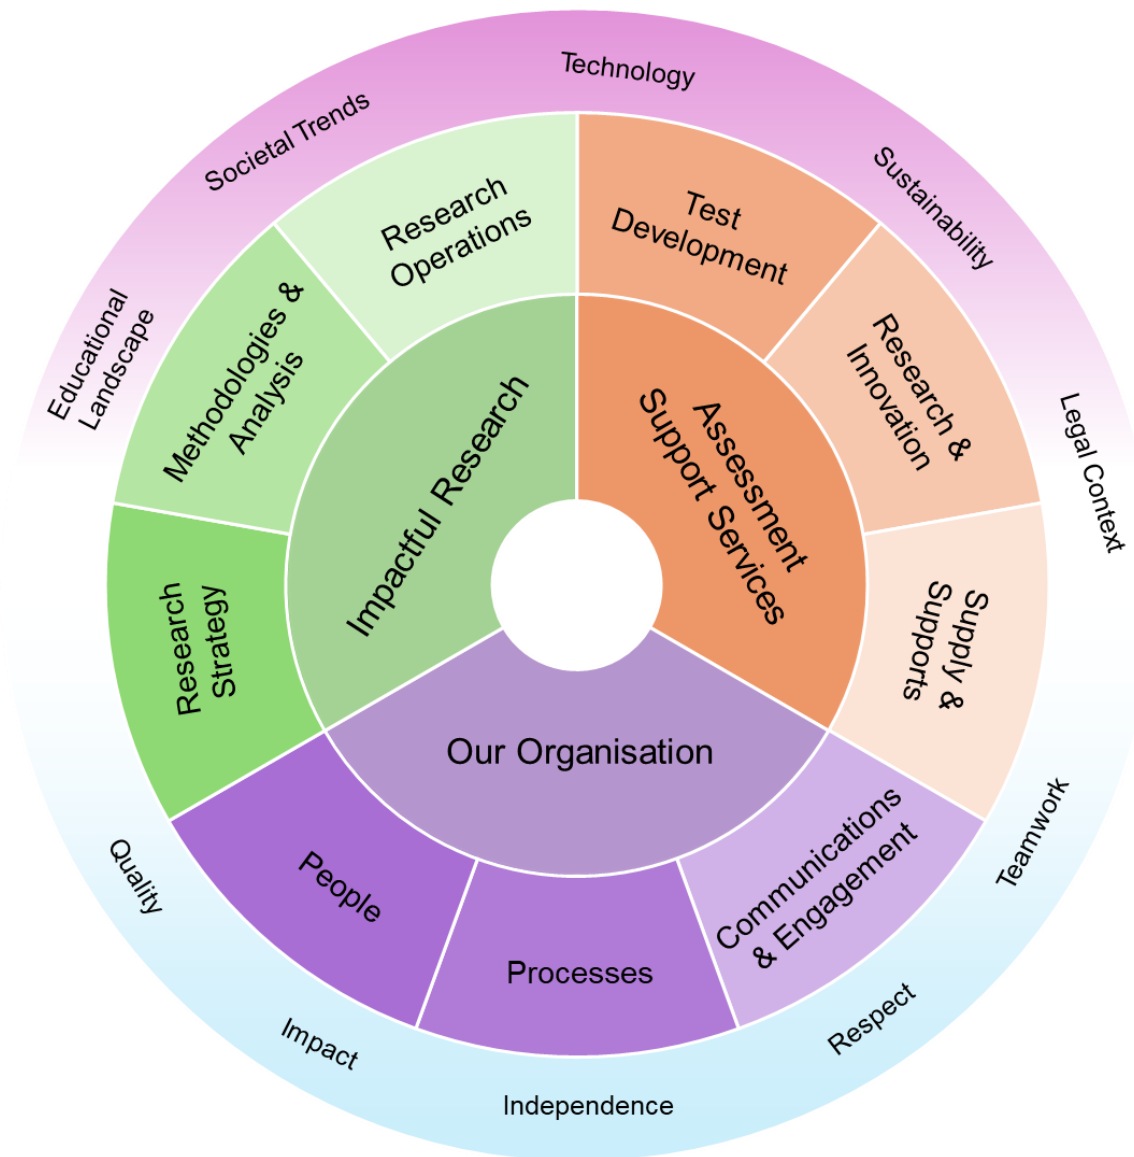 Technology
Societal Trends
Sustainability
Educational
Landscape
Legal Context
Research
Operations
Test
Development
Methodologies &
Analysis
Research &
Innovation
Impactful Research
Assessment
Support Services
Research
Strategy
Supply &
Supports
Our Organisation
People
Processes
Communications
& Engagement
Quality
Teamwork
Impact
Respect
Independence